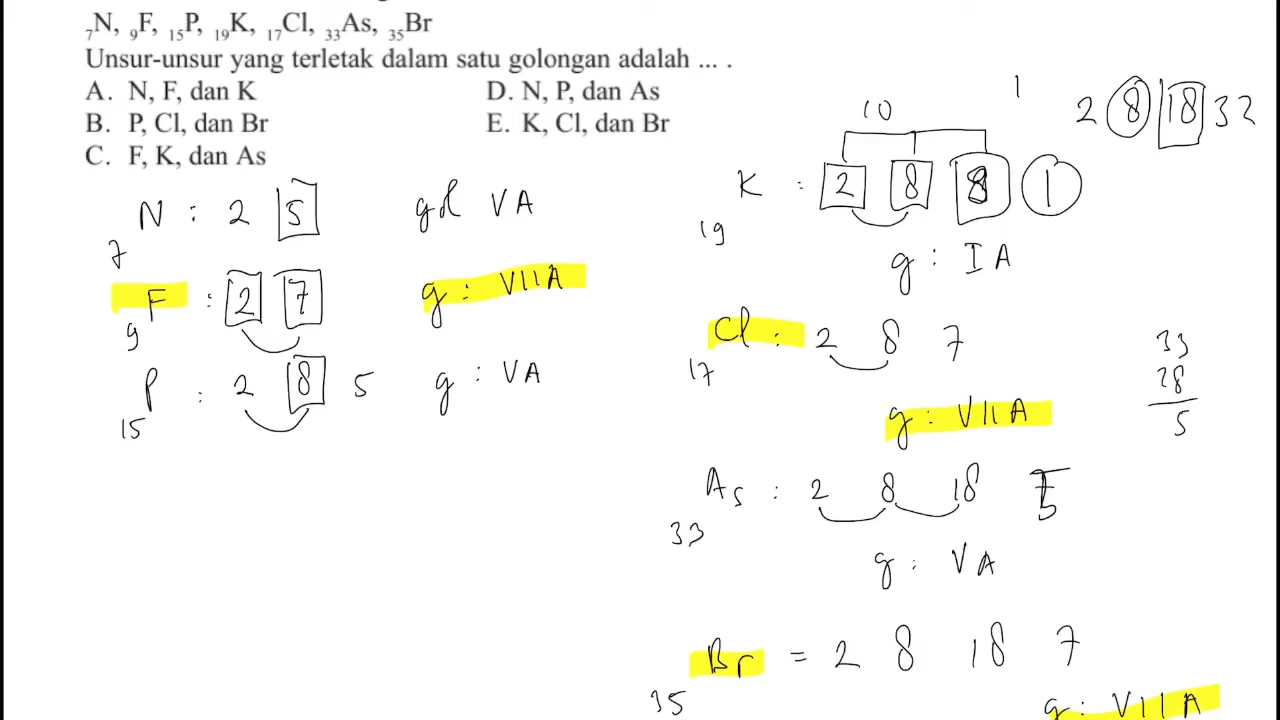 ₇N, ₉F, ₁₅P, ₁₉K, ₁₇Cl, ₃₃As, ₃₅Br
Unsur-unsur yang terletak dalam satu golongan adalah ... .
A. N, F, dan K
D. N, P, dan As
B. P, Cl, dan Br
E. K, Cl, dan Br
C. F, K, dan As
N : 2 5 gol VA
7
F : 2 7 g : VIIA
9
P : 2 8 5 g : VA
15
1
2 8 18 32
10
K : 2 8 8 1
19
g : IA
Cl : 2 8 7
17
g : VIIA
33
28
5
As : 2 8 18 5
33
g : VA
Br = 2 8 18 7
35
g : VIIA